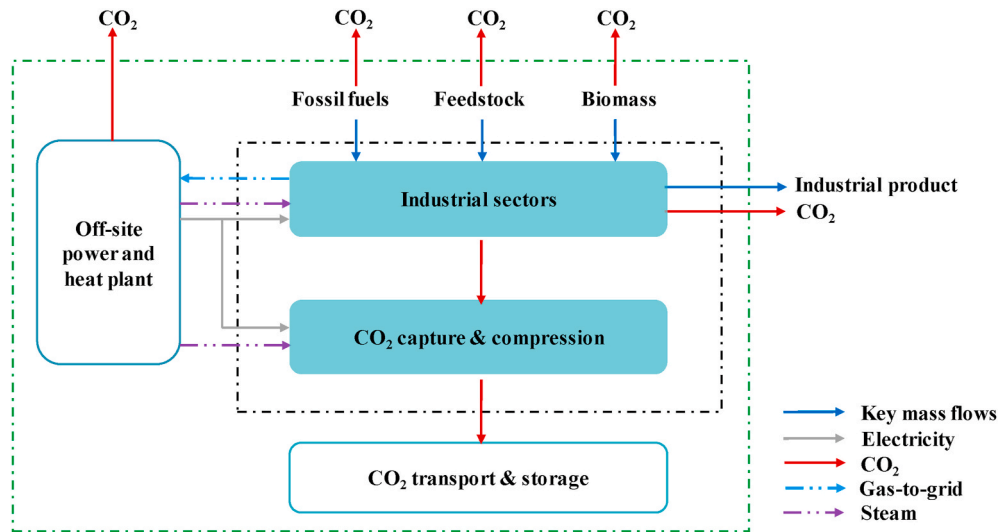 CO₂
CO₂
CO₂
CO₂
Fossil fuels
Feedstock
Biomass
Off-site
power and
heat plant
Industrial sectors
Industrial product
CO₂
CO₂ capture & compression
CO₂ transport & storage
Key mass flows
Electricity
CO₂
Gas-to-grid
Steam